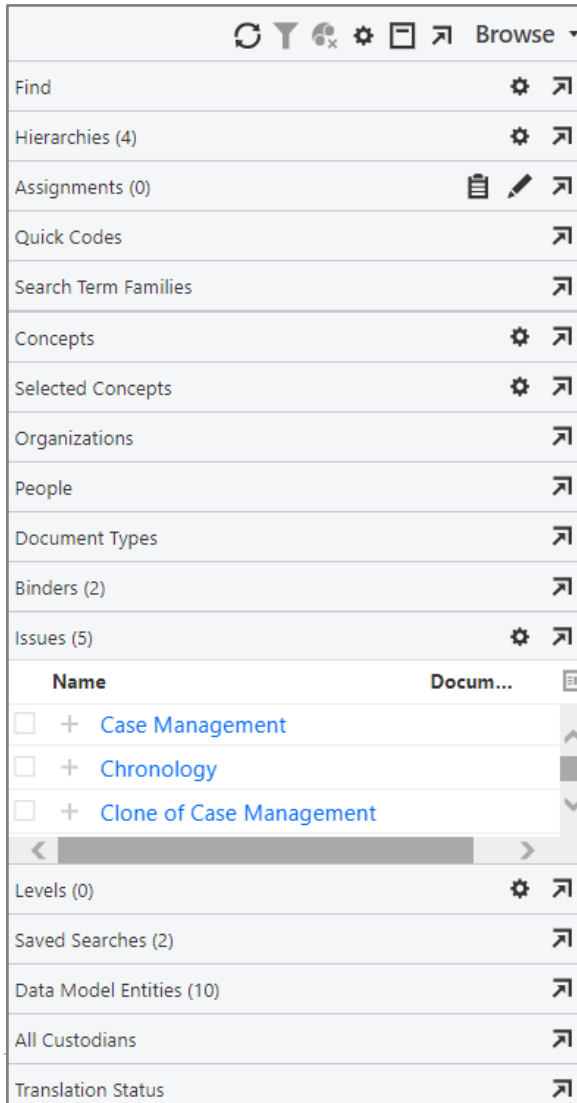 Browse
Find
Hierarchies (4)
Assignments (0)
Quick Codes
Search Term Families
Concepts
Selected Concepts
Organizations
People
Document Types
Binders (2)
Issues (5)
Name Docum...
Case Management
Chronology
Clone of Case Management
Levels (0)
Saved Searches (2)
Data Model Entities (10)
All Custodians
Translation Status